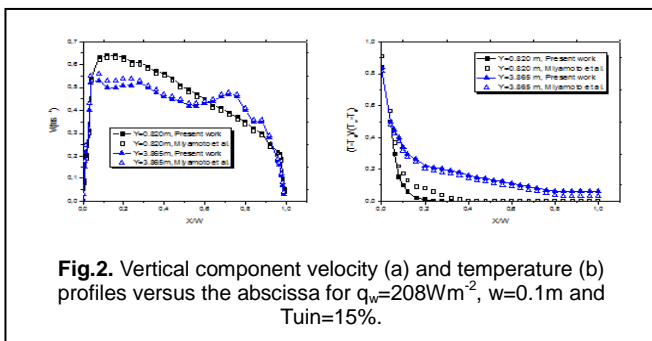 0,7
0,6
0,5
0,4
0,3
0,2
0,1
0,0
0,0 0,2 0,4 0,6 0,8 1,0
X/W
Y=0.820m, Present work
Y=0.820m, Miyamoto et al.
Y=3.865m, Present work
Y=3.865m, Miyamoto et al.
1,0
0,8
0,6
0,4
0,2
0,0
0,0 0,2 0,4 0,6 0,8 1,0
X/W
Y=0.820 m, Present work
Y=0.820 m, Miyamoto et al.
Y=3.865 m, Present work
Y=3.865 m, Miyamoto et al.
Fig.2. Vertical component velocity (a) and temperature (b)
profiles versus the abscissa for qw=208Wm-2, w=0.1m and
Tuin=15%.